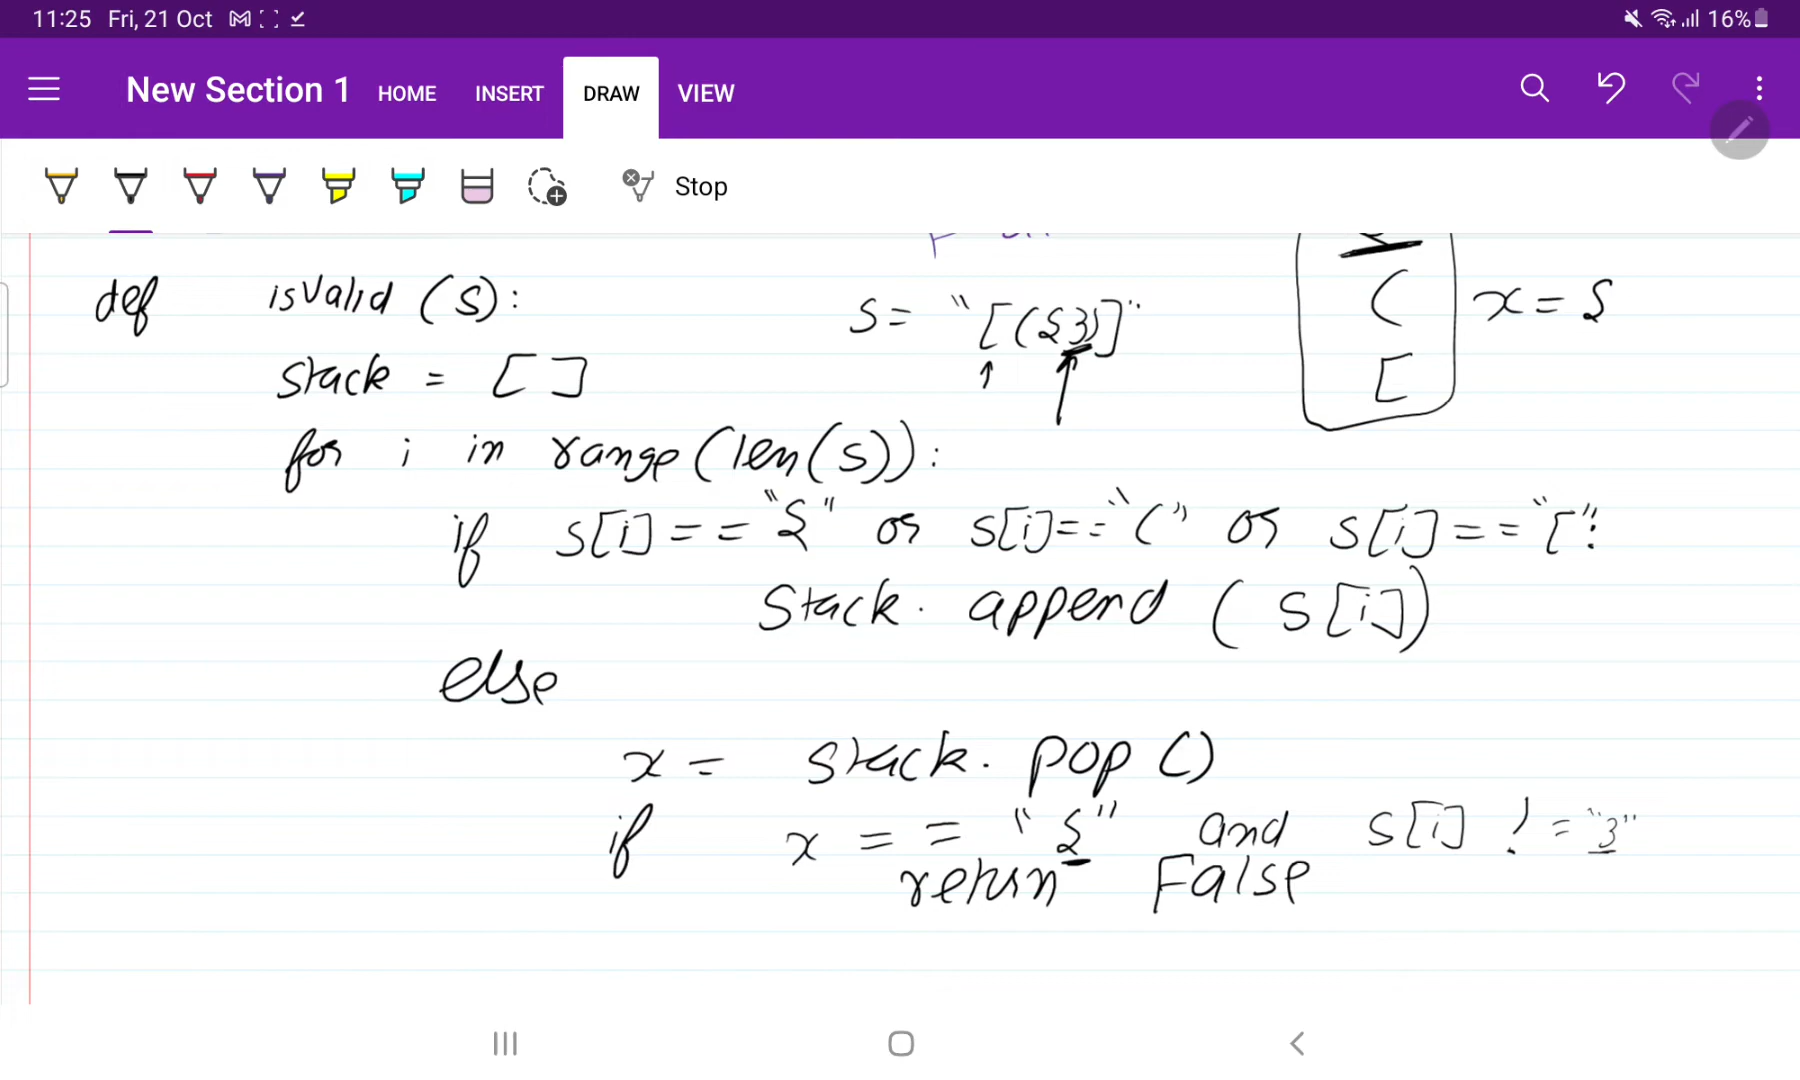 11:25 Fri, 21 Oct 16%
New Section 1 HOME INSERT DRAW VIEW
Stop
def isValid (s):
s = "[({})]"
( x = {
stack = [ ]
[
for i in range(len(s)):
if s[i] == "{" or s[i]=="(" or s[i]=="[":
Stack. append ( s[i])
else
x = stack. pop ()
if x == "{" and s[i] != "}"
return False